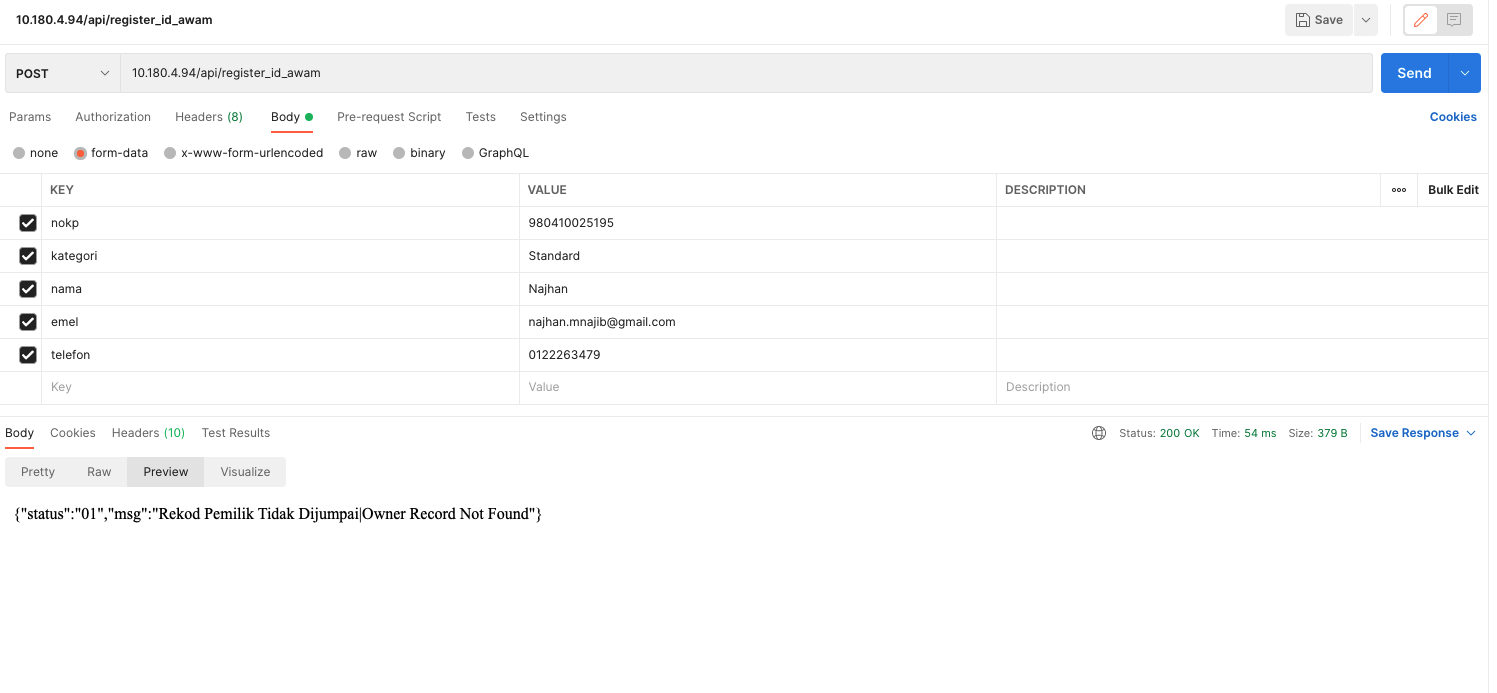 10.180.4.94/api/register_id_awam
Save
POST 10.180.4.94/api/register_id_awam Send
Params Authorization Headers (8) Body Pre-request Script Tests Settings Cookies
none form-data x-www-form-urlencoded raw binary GraphQL
KEY VALUE DESCRIPTION Bulk Edit
nokp 980410025195
kategori Standard
nama Najhan
emel najhan.mnajib@gmail.com
telefon 0122263479
Key Value Description
Body Cookies Headers (10) Test Results Status: 200 OK Time: 54 ms Size: 379 B Save Response
Pretty Raw Preview Visualize
{"status":"01","msg":"Rekod Pemilik Tidak Dijumpai|Owner Record Not Found"}